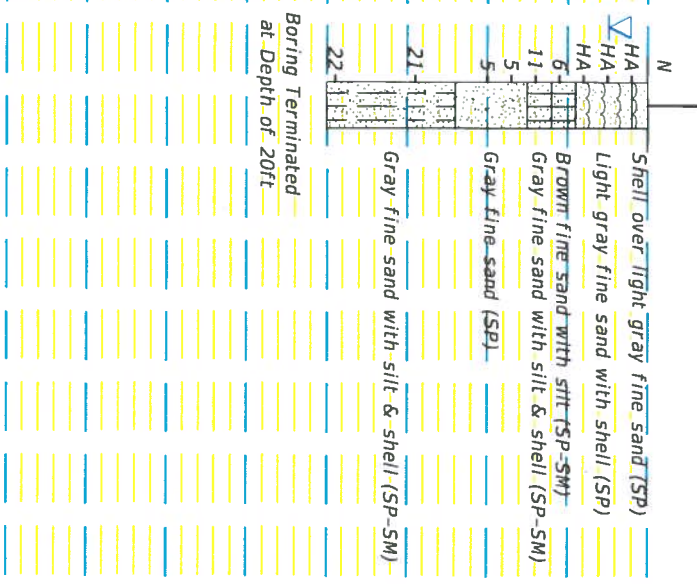 N
HA Shell over light gray fine sand (SP)
HA Light gray fine sand with shell (SP)
HA
6 Brown fine sand with silt (SP-SM)
11 Gray fine sand with silt & shell (SP-SM)
5
5 Gray fine sand (SP)
21
Gray fine sand with silt & shell (SP-SM)
22
Boring Terminated
at Depth of 20ft